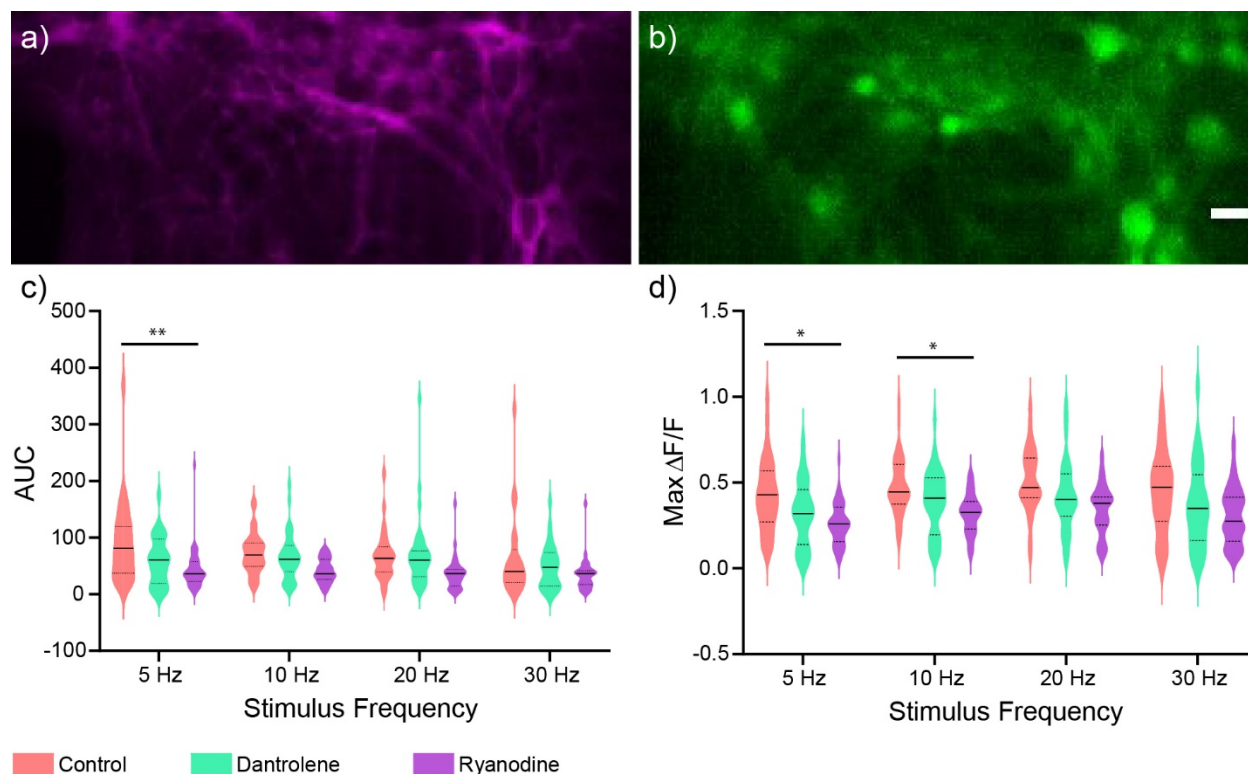 a)
b)
c)
d)
500
400
300
200
100
0
-100
AUC
**
5 Hz
10 Hz
20 Hz
30 Hz
Stimulus Frequency
1.5
1.0
0.5
0.0
-0.5
Max ΔF/F
*
*
5 Hz
10 Hz
20 Hz
30 Hz
Stimulus Frequency
Control
Dantrolene
Ryanodine